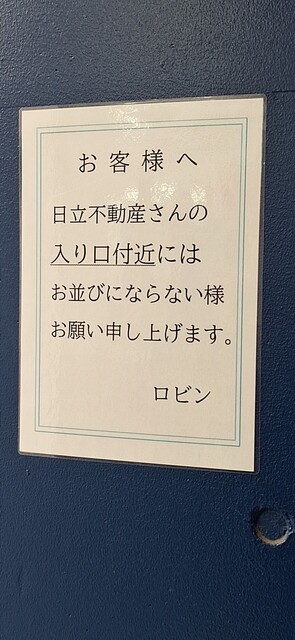 お客様へ
日立不動産さんの
入り口付近には
お並びにならない様
お願い申し上げます。
ロビン